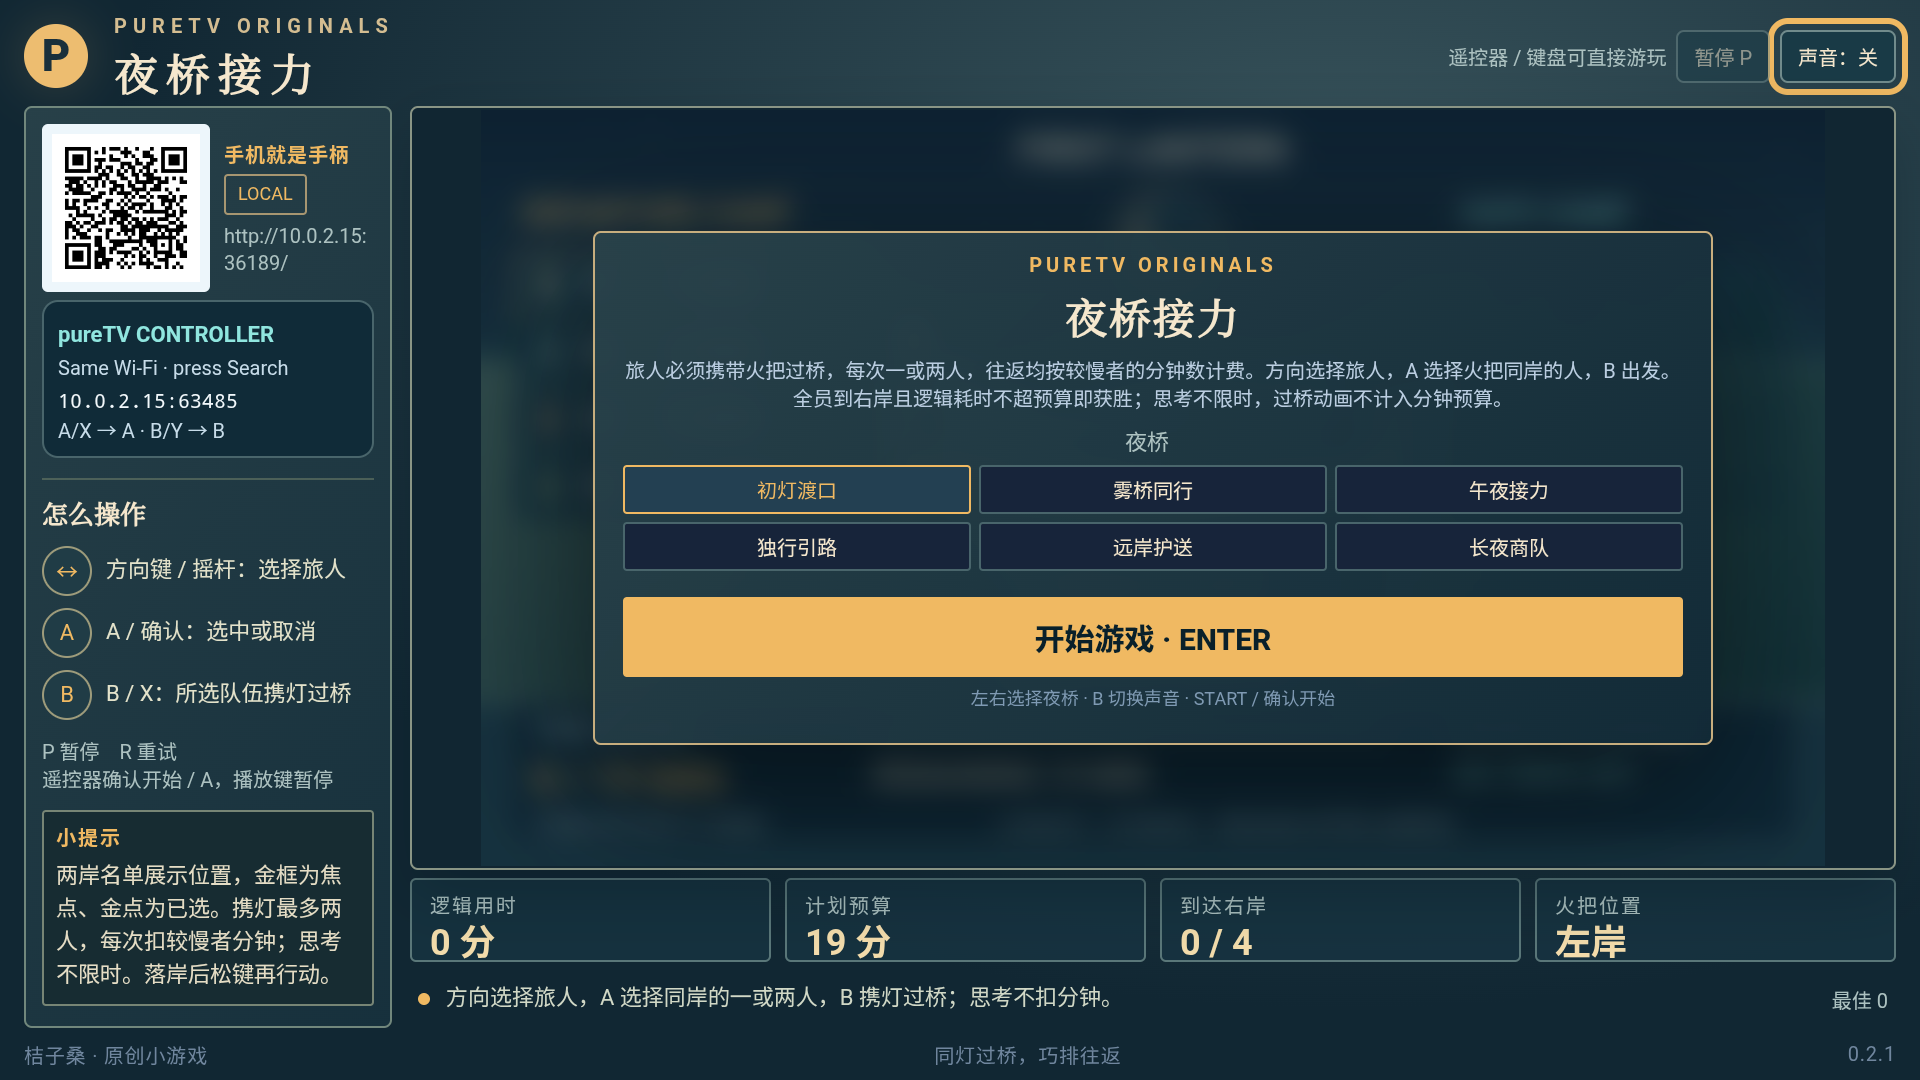 P
PURETV ORIGINALS
夜桥接力
遥控器 / 键盘可直接游玩
暂停 P
声音：关
手机就是手柄
LOCAL
http://10.0.2.15:
36189/
pureTV CONTROLLER
Same Wi-Fi · press Search
10.0.2.15:63485
A/X → A · B/Y → B
怎么操作
↔ 方向键 / 摇杆：选择旅人
A A / 确认：选中或取消
B B / X：所选队伍携灯过桥
P 暂停 R 重试
遥控器确认开始 / A，播放键暂停
小提示
两岸名单展示位置，金框为焦
点、金点为已选。携灯最多两
人，每次扣较慢者分钟；思考
不限时。落岸后松键再行动。
PURETV ORIGINALS
夜桥接力
旅人必须携带火把过桥，每次一或两人，往返均按较慢者的分钟数计费。方向选择旅人，A 选择火把同岸的人，B 出发。
全员到右岸且逻辑耗时不超预算即获胜；思考不限时，过桥动画不计入分钟预算。
夜桥
初灯渡口 雾桥同行 午夜接力
独行引路 远岸护送 长夜商队
开始游戏 · ENTER
左右选择夜桥 · B 切换声音 · START / 确认开始
逻辑用时
0 分
计划预算
19 分
到达右岸
0 / 4
火把位置
左岸
方向选择旅人，A 选择同岸的一或两人，B 携灯过桥；思考不扣分钟。
最佳 0
桔子桑 · 原创小游戏
同灯过桥，巧排往返
0.2.1